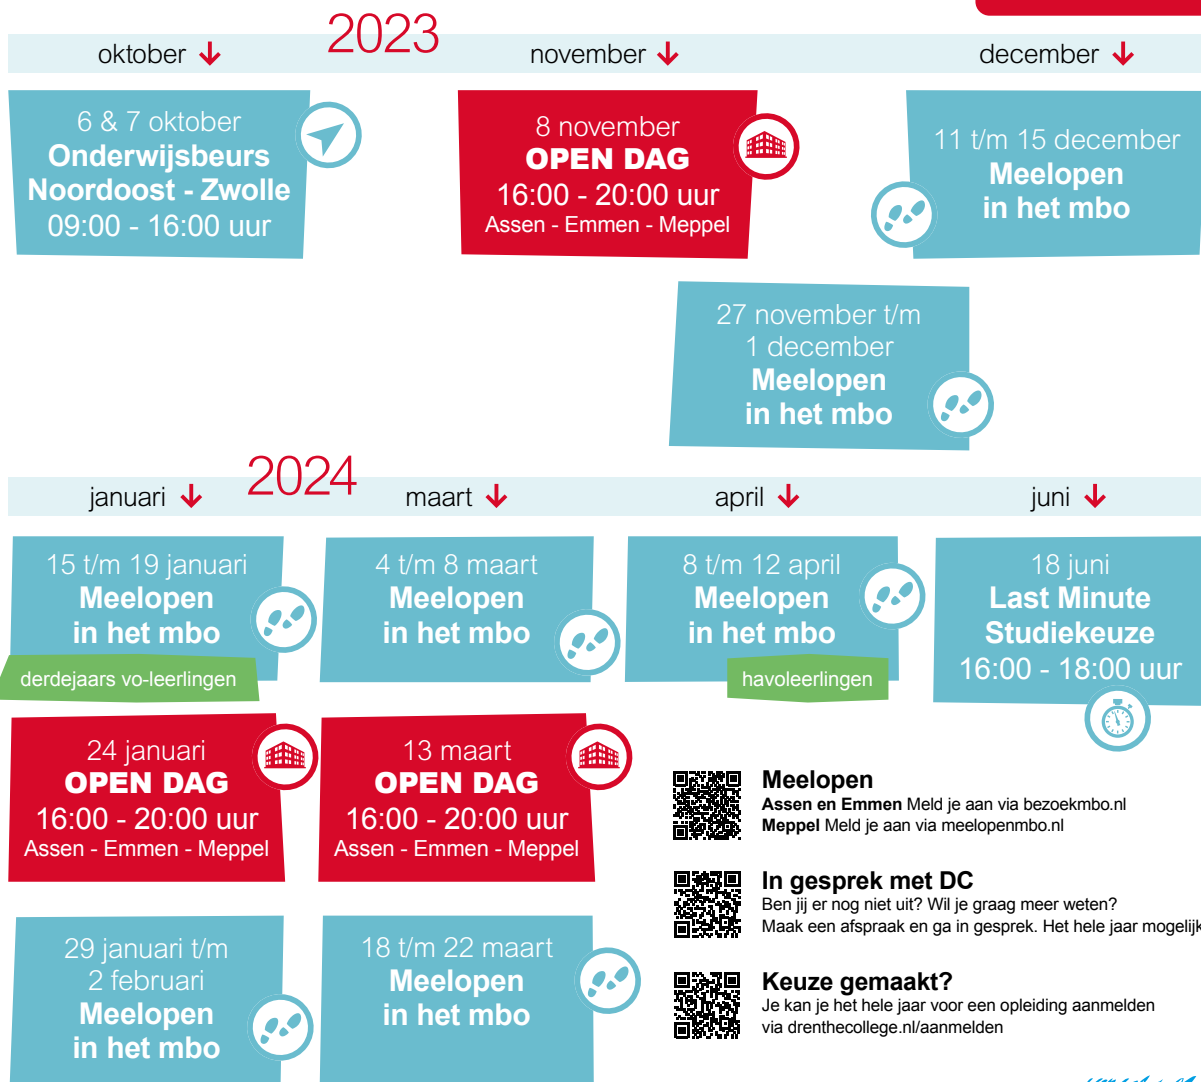 2023
oktober
november
december
6 & 7 oktober
Onderwijsbeurs
Noordoost - Zwolle
09:00 - 16:00 uur
8 november
OPEN DAG
16:00 - 20:00 uur
Assen - Emmen - Meppel
11 t/m 15 december
Meelopen
in het mbo
27 november t/m
1 december
Meelopen
in het mbo
2024
januari
maart
april
juni
15 t/m 19 januari
Meelopen
in het mbo
derdejaars vo-leerlingen
4 t/m 8 maart
Meelopen
in het mbo
8 t/m 12 april
Meelopen
in het mbo
havoleerlingen
18 juni
Last Minute
Studiekeuze
16:00 - 18:00 uur
24 januari
OPEN DAG
16:00 - 20:00 uur
Assen - Emmen - Meppel
13 maart
OPEN DAG
16:00 - 20:00 uur
Assen - Emmen - Meppel
29 januari t/m
2 februari
Meelopen
in het mbo
18 t/m 22 maart
Meelopen
in het mbo
Meelopen
Assen en Emmen Meld je aan via bezoekmbo.nl
Meppel Meld je aan via meelopenmbo.nl
In gesprek met DC
Ben jij er nog niet uit? Wil je graag meer weten?
Maak een afspraak en ga in gesprek. Het hele jaar mogelijk
Keuze gemaakt?
Je kan je het hele jaar voor een opleiding aanmelden
via drenthecollege.nl/aanmelden